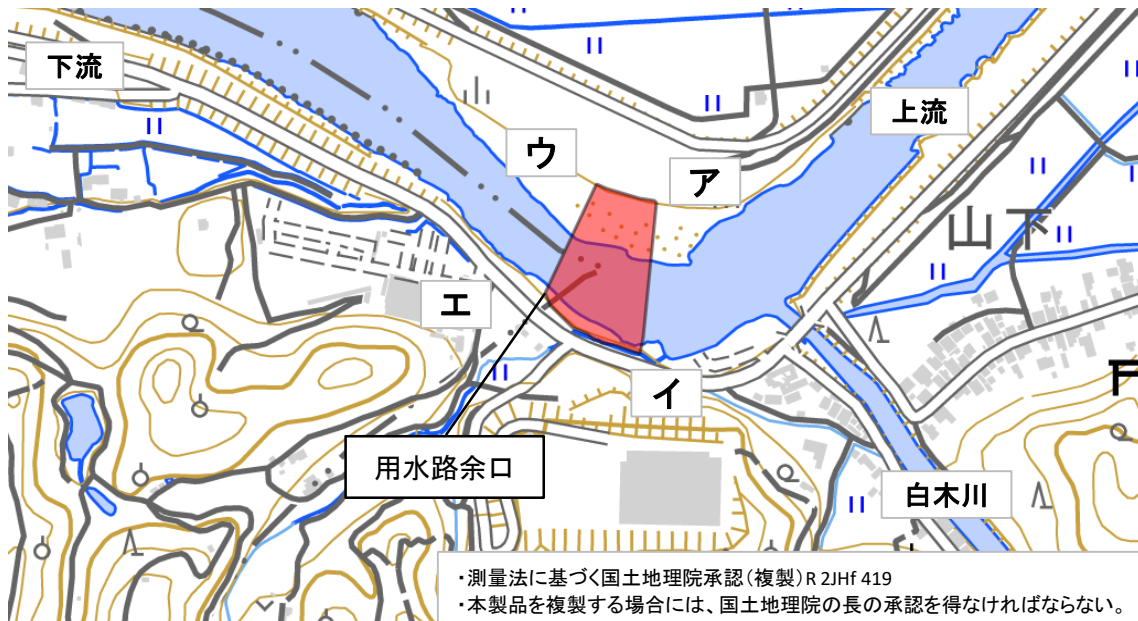 下流
上流
ウ
ア
山下
エ
イ
用水路余口
白木川
・測量法に基づく国土地理院承認（複製）R 2JHf 419
・本製品を複製する場合には、国土地理院の長の承認を得なければならない。